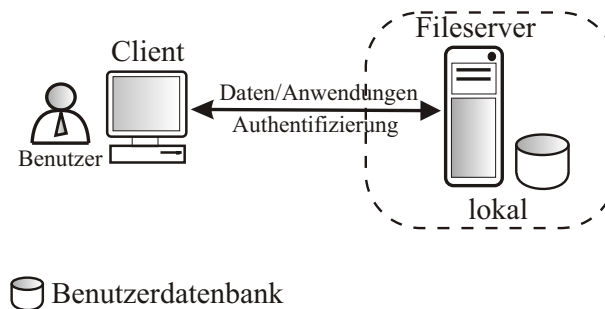 Fileserver
Client
Daten/Anwendungen
Authentifizierung
Benutzer
lokal
Benutzerdatenbank